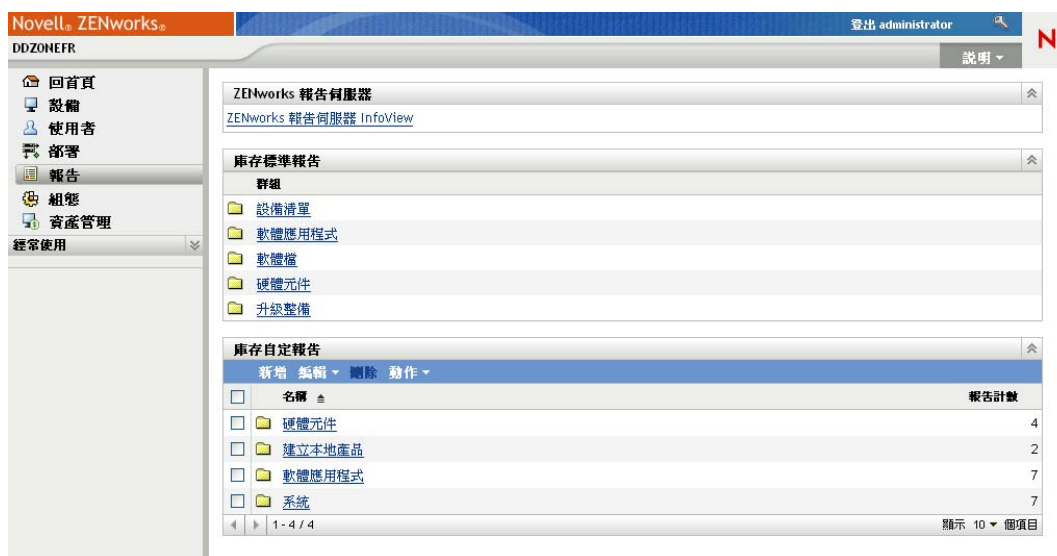 Novell® ZENworks®
登出 administrator
N
DDZONEFR
説明
回首頁
設備
使用者
部署
報告
組態
資產管理
經常使用
ZENworks 報告伺服器
ZENworks 報告伺服器 InfoView
庫存標準報告
群組
設備清單
軟體應用程式
軟體檔
硬體元件
升級整備
庫存自定報告
新增 編輯 刪除 動作
名稱 報告計數
硬體元件 4
建立本地產品 2
軟體應用程式 7
系統 7
1 - 4 / 4 顯示 10 個項目